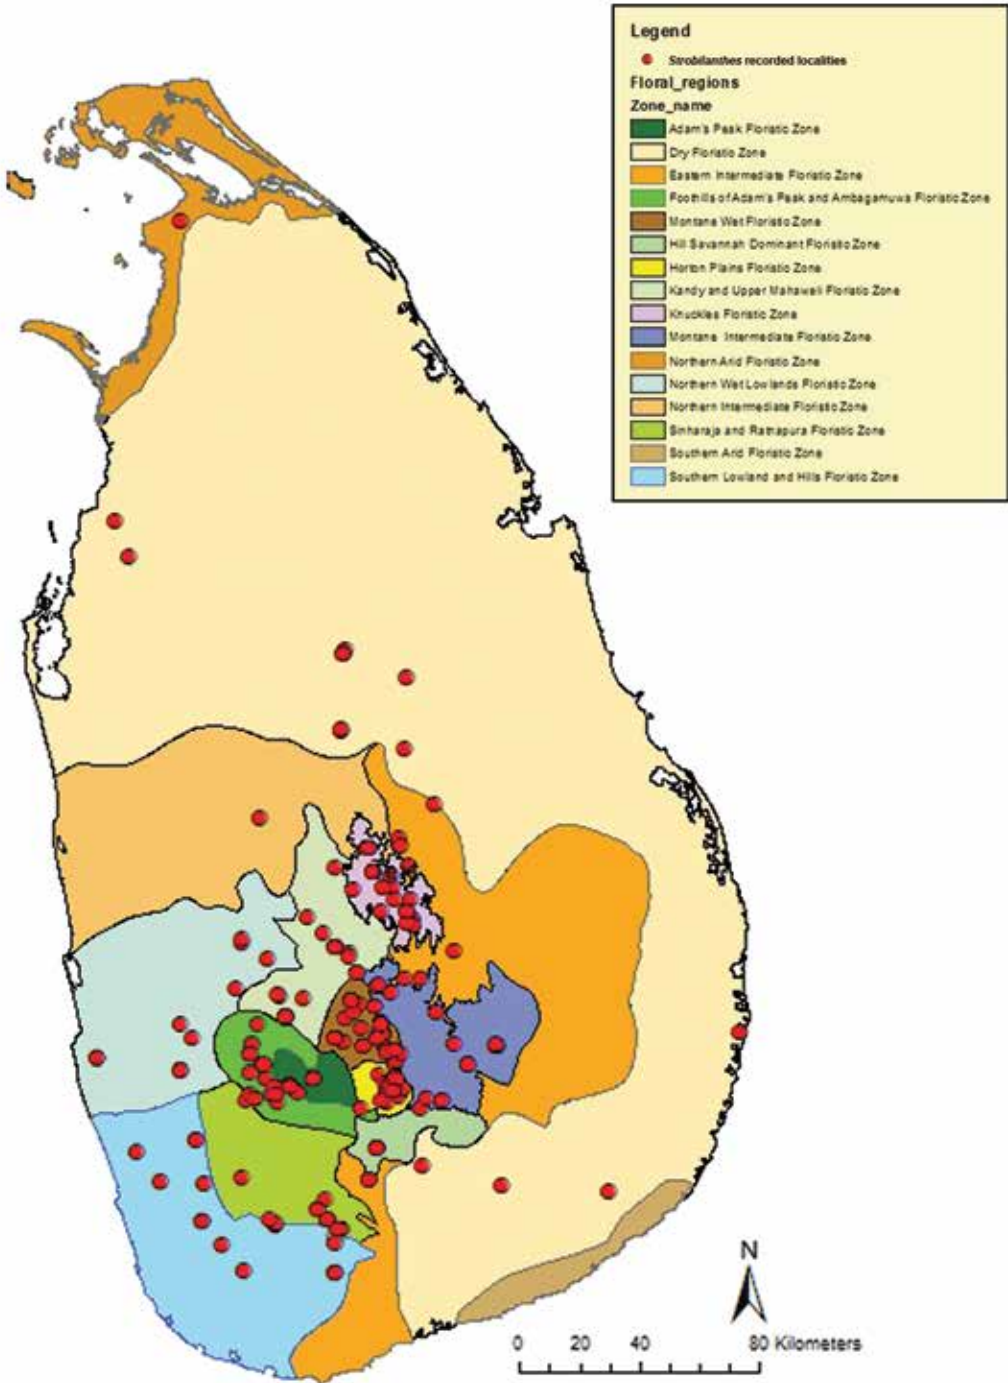 Legend
Strobilanthes recorded localities
Floral_regions
Zone_name
Adam's Peak Floristic Zone
Dry Floristic Zone
Eastern Intermediate Floristic Zone
Foothills of Adam's Peak and Ambagamuwa Floristic Zone
Montane Wet Floristic Zone
Hill Savannah Dominant Floristic Zone
Horton Plains Floristic Zone
Kandy and Upper Mahaweli Floristic Zone
Knuckles Floristic Zone
Montane Intermediate Floristic Zone
Northern Arid Floristic Zone
Northern Wet Lowlands Floristic Zone
Northern Intermediate Floristic Zone
Sinharaja and Ratnapura Floristic Zone
Southern Arid Floristic Zone
Southern Lowland and Hills Floristic Zone
N
0 20 40 80 Kilometers